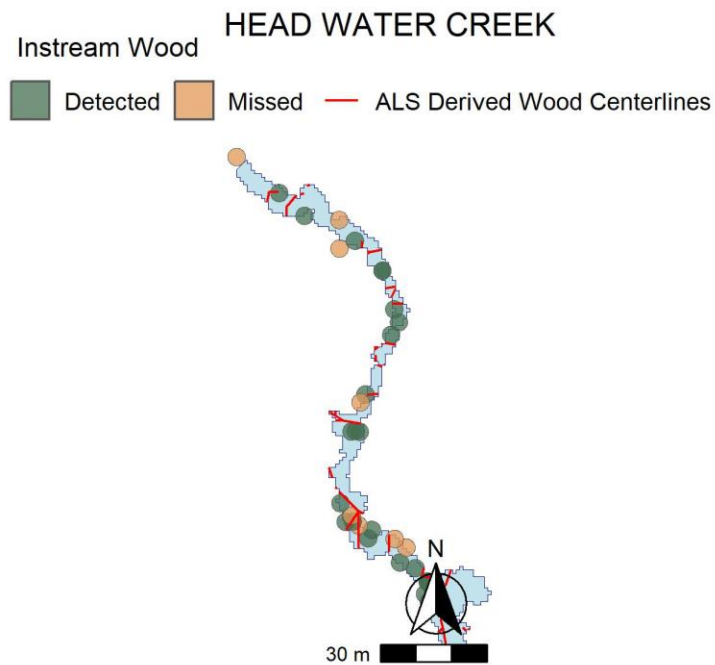 HEAD WATER CREEK
Instream Wood
Detected Missed ALS Derived Wood Centerlines
N
30 m